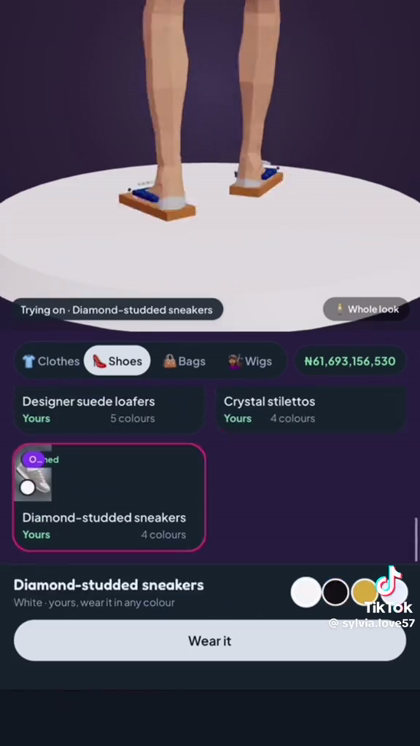 Trying on · Diamond-studded sneakers
Whole look
Clothes
Shoes
Bags
Wigs
₦61,693,156,530
Designer suede loafers
Yours
5 colours
Crystal stilettos
Yours
4 colours
O...ned
Diamond-studded sneakers
Yours
4 colours
Diamond-studded sneakers
White · yours, wear it in any colour
TikTok
@ sylvia.love57
Wear it